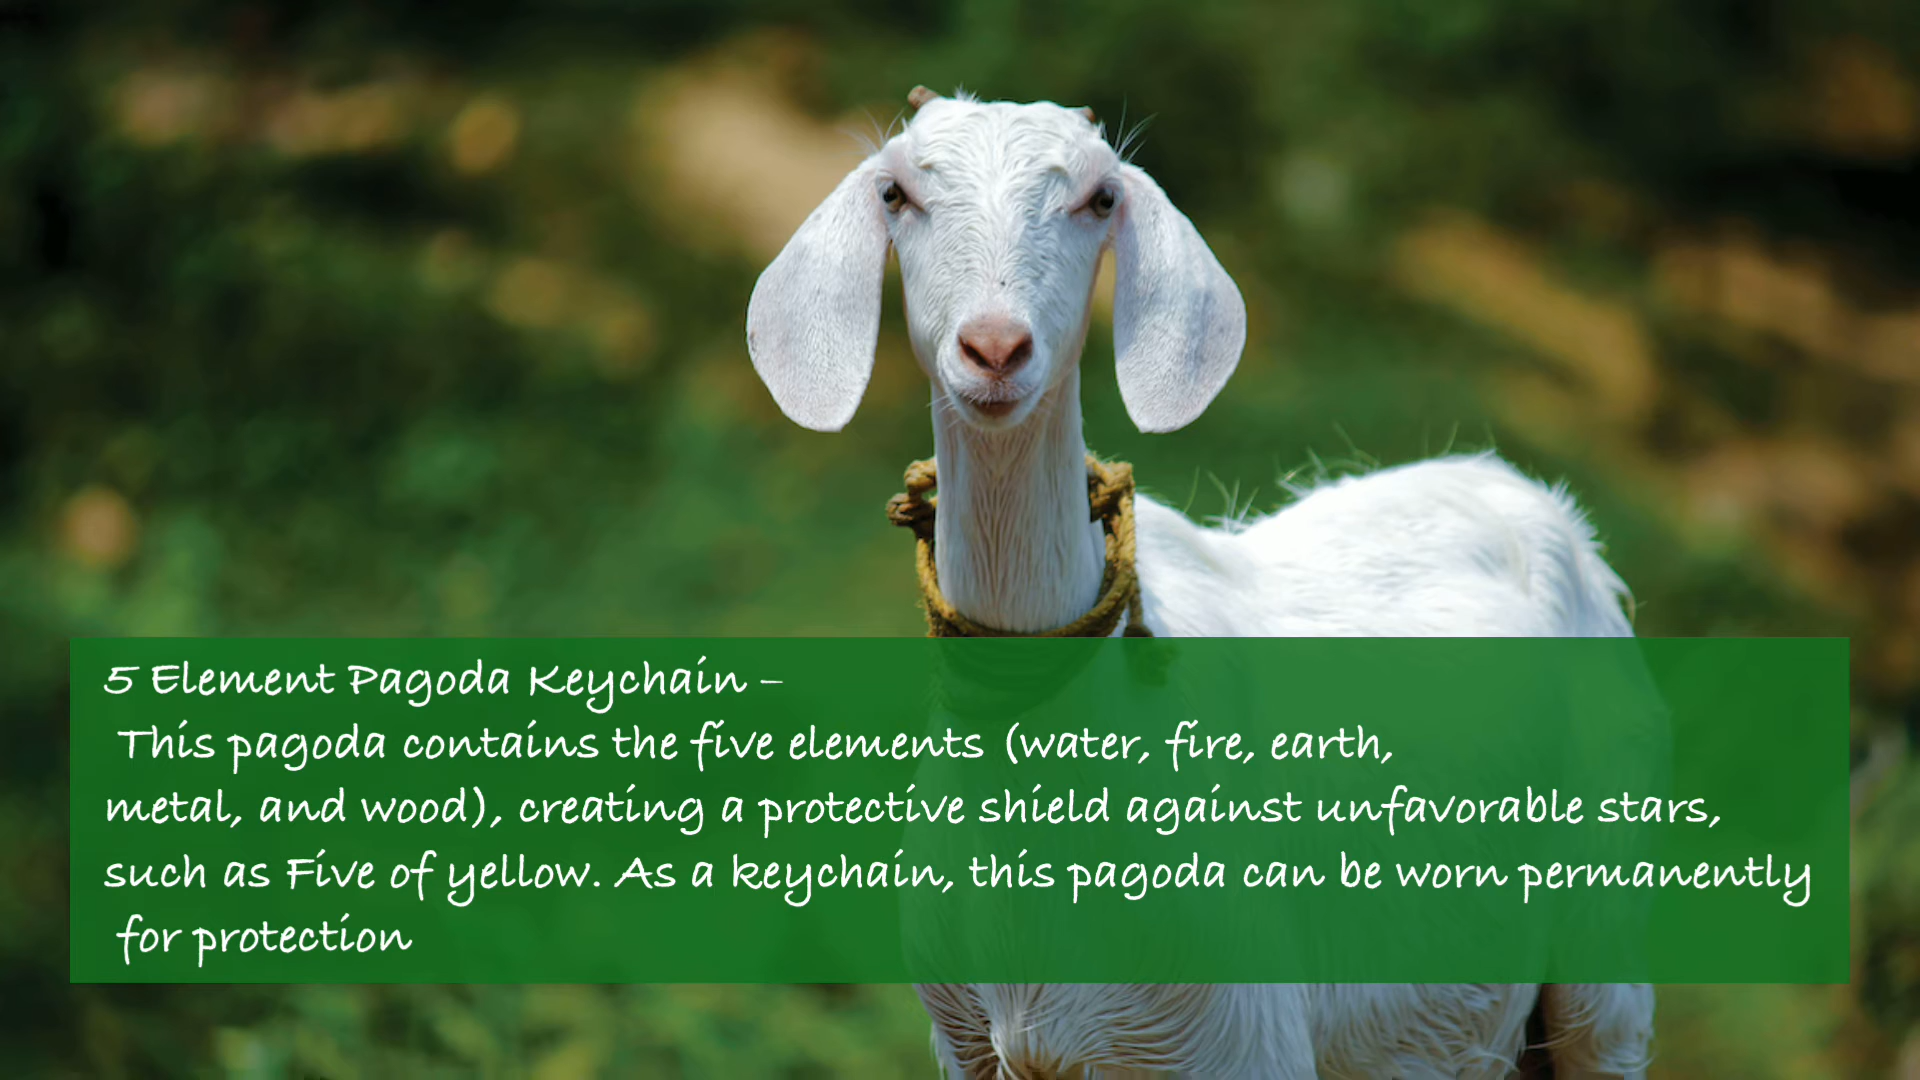 5 Element Pagoda Keychain –
This pagoda contains the five elements (water, fire, earth,
metal, and wood), creating a protective shield against unfavorable stars,
such as Five of yellow. As a keychain, this pagoda can be worn permanently
for protection